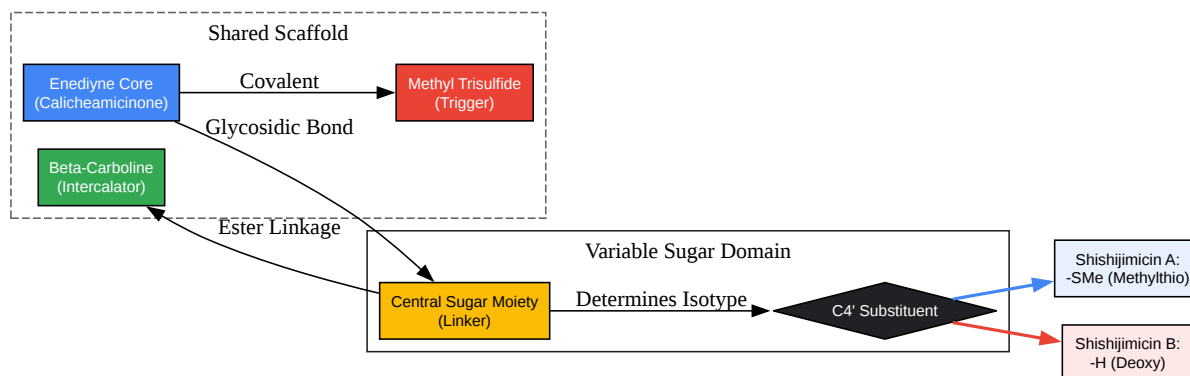 Shared Scaffold
Enediyne Core
(Calicheamicinone)
Covalent
Methyl Trisulfide
(Trigger)
Glycosidic Bond
Beta-Carboline
(Intercalator)
Ester Linkage
Variable Sugar Domain
Central Sugar Moiety
(Linker)
Determines Isotype
C4' Substituent
Shishijimicin A:
-SMe (Methylthio)
Shishijimicin B:
-H (Deoxy)